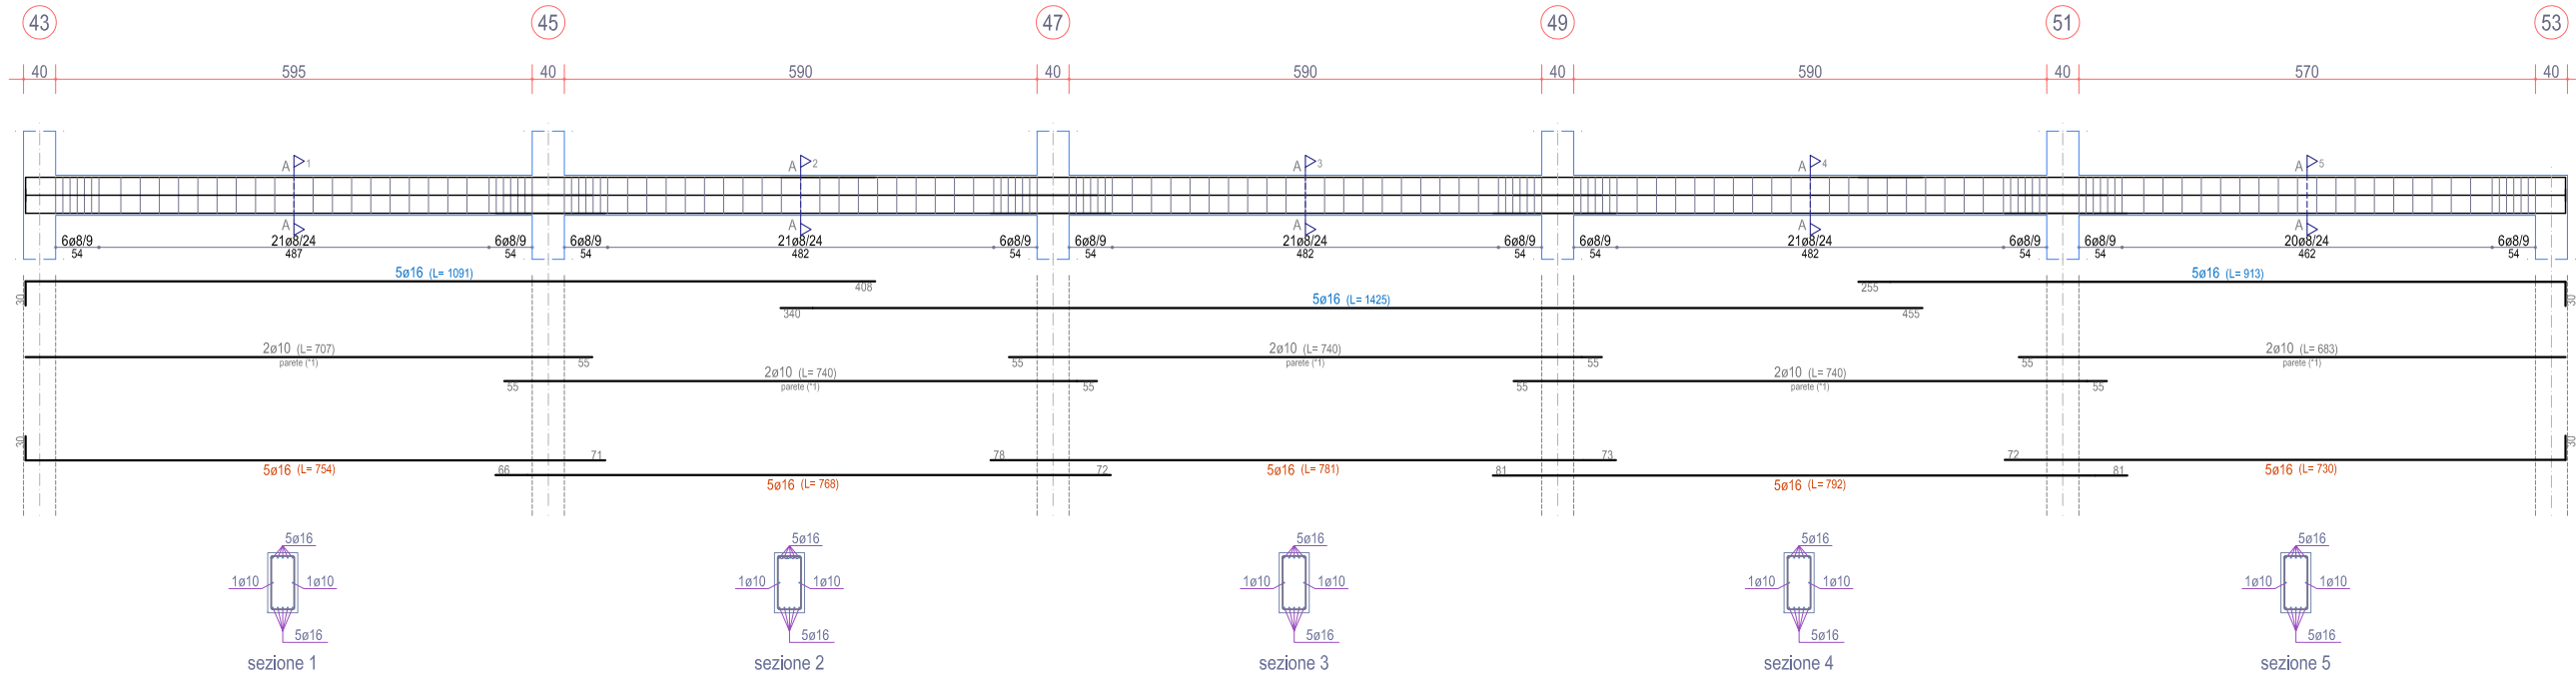 43 45 47 49 51 53
40 595 40 590 40 590 40 590 40 570 40
A 1 A 2 A 3 A 4 A 5
A A A A A
6ø8/9 21ø8/24 6ø8/9 6ø8/9 21ø8/24 6ø8/9 6ø8/9 21ø8/24 6ø8/9 6ø8/9 21ø8/24 6ø8/9 6ø8/9 20ø8/24 6ø8/9
54 487 54 54 482 54 54 482 54 54 482 54 54 462 54
5ø16 (L= 1091) 5ø16 (L= 913)
30 408 255 30
5ø16 (L= 1425)
340 455
2ø10 (L= 707) 2ø10 (L= 740) 2ø10 (L= 683)
parete (*1) 55 55 parete (*1) 55 55 parete (*1)
2ø10 (L= 740) 2ø10 (L= 740)
55 parete (*1) 55 55 parete (*1) 55
30 71 78 73 72 30
5ø16 (L= 754) 66 72 5ø16 (L= 781) 81 81 5ø16 (L= 730)
5ø16 (L= 768) 5ø16 (L= 792)
5ø16 5ø16 5ø16 5ø16 5ø16
1ø10 1ø10 1ø10 1ø10 1ø10 1ø10 1ø10 1ø10 1ø10 1ø10
5ø16 5ø16 5ø16 5ø16 5ø16
sezione 1 sezione 2 sezione 3 sezione 4 sezione 5